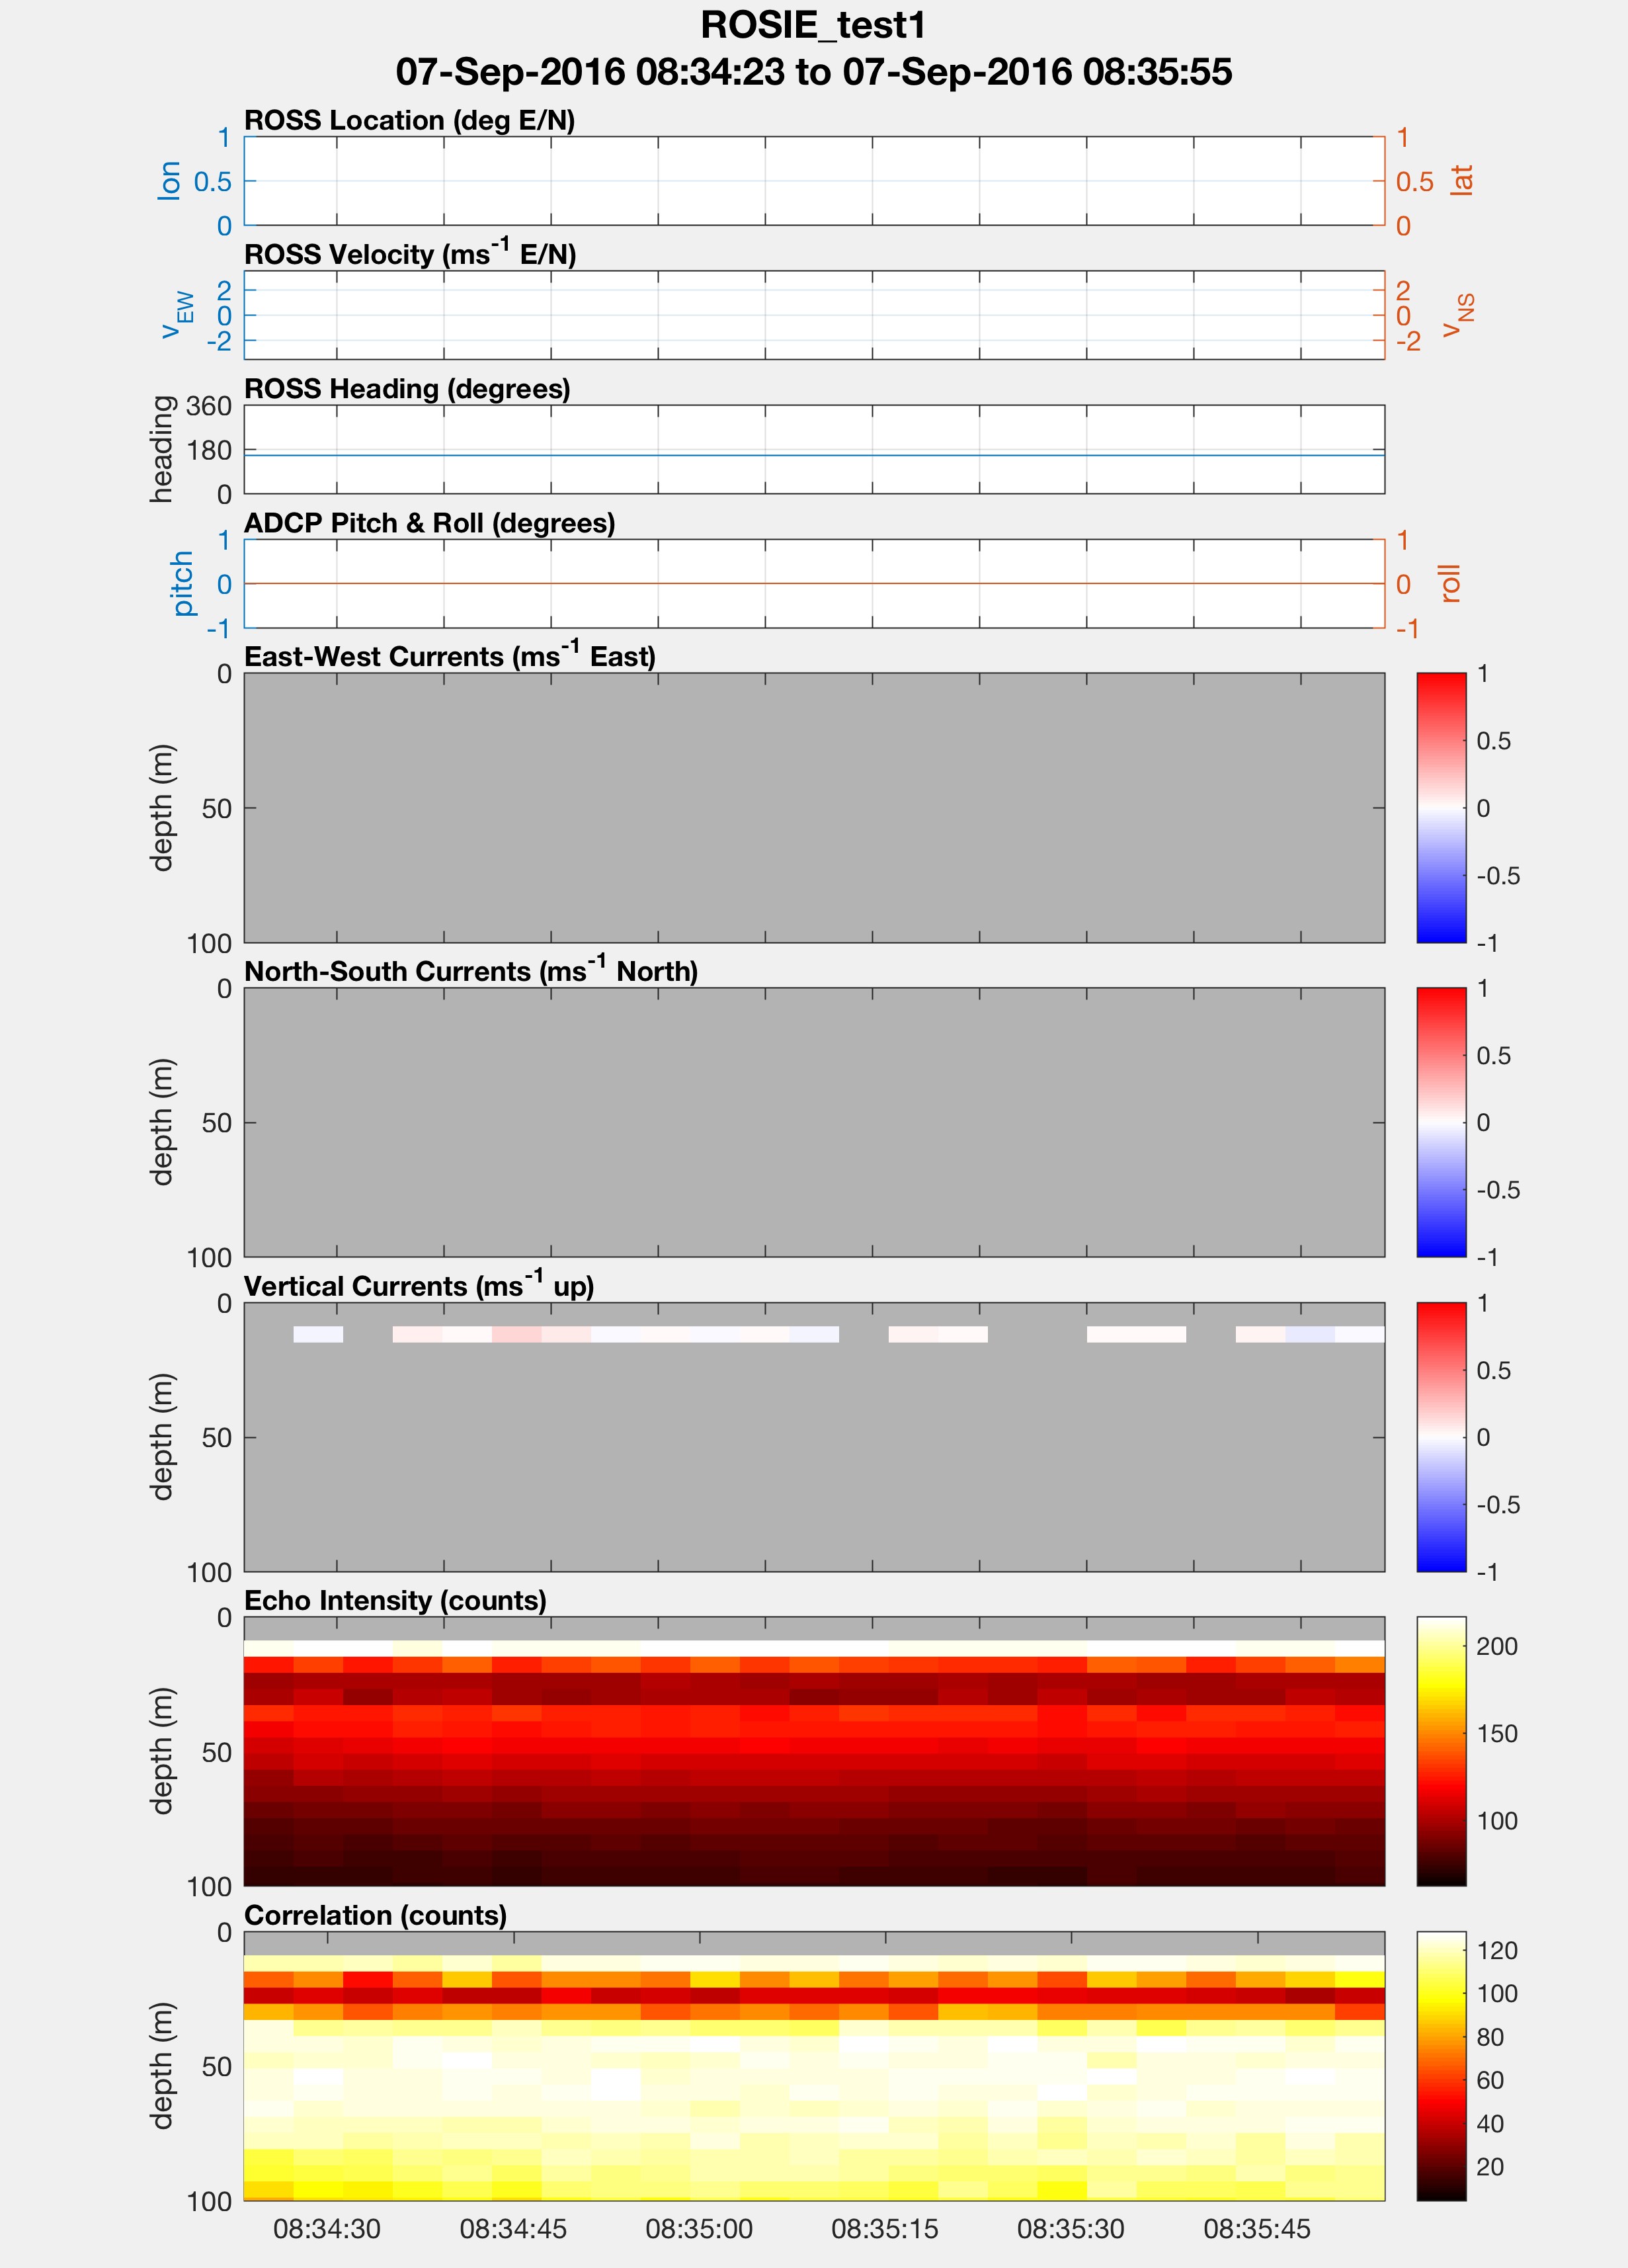 ROSIE_test1
07-Sep-2016 08:34:23 to 07-Sep-2016 08:35:55
ROSS Location (deg E/N)
lon
1
0.5
0
1
0.5
0
lat
ROSS Velocity (ms-1 E/N)
vEW
2
0
-2
2
0
-2
vNS
ROSS Heading (degrees)
heading
360
180
0
ADCP Pitch & Roll (degrees)
pitch
1
0
-1
1
0
-1
roll
East-West Currents (ms-1 East)
depth (m)
0
50
100
1
0.5
0
-0.5
-1
North-South Currents (ms-1 North)
depth (m)
0
50
100
1
0.5
0
-0.5
-1
Vertical Currents (ms-1 up)
depth (m)
0
50
100
1
0.5
0
-0.5
-1
Echo Intensity (counts)
depth (m)
0
50
100
200
150
100
Correlation (counts)
depth (m)
0
50
100
120
100
80
60
40
20
08:34:30 08:34:45 08:35:00 08:35:15 08:35:30 08:35:45